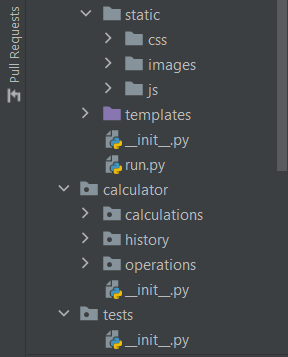 Pull Requests
static
css
images
js
templates
__init__.py
run.py
calculator
calculations
history
operations
__init__.py
tests
__init__.py